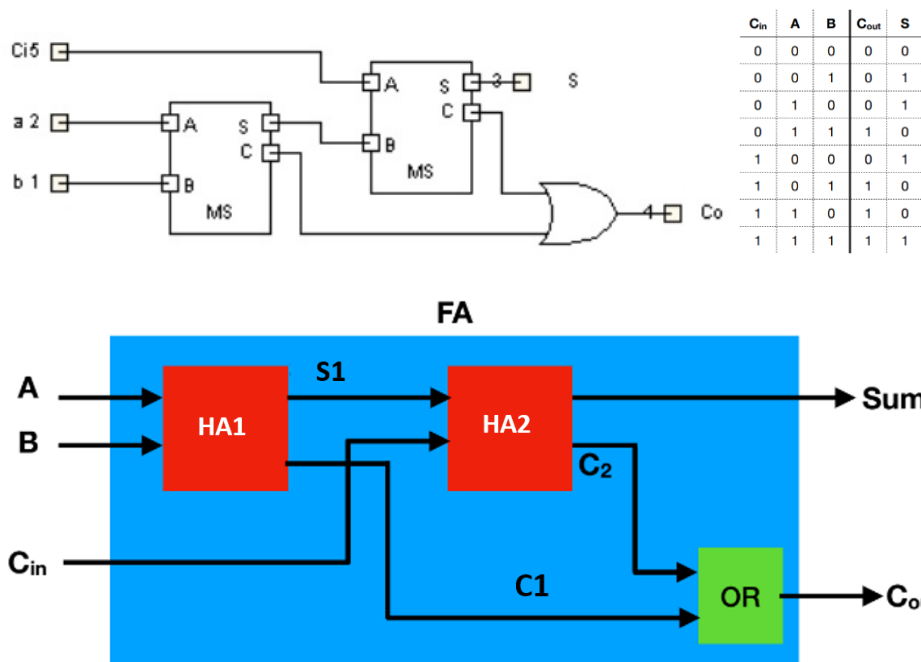 Ci5
a 2
b 1
A
B
S
C
MS
A
B
S
C
MS
3 S
4 Co
Cin A B Cout S
0 0 0 0 0
0 0 1 0 1
0 1 0 0 1
0 1 1 1 0
1 0 0 0 1
1 0 1 1 0
1 1 0 1 0
1 1 1 1 1
FA
A
B
Cin
HA1
S1
HA2
C2
C1
OR
Sum
Cou